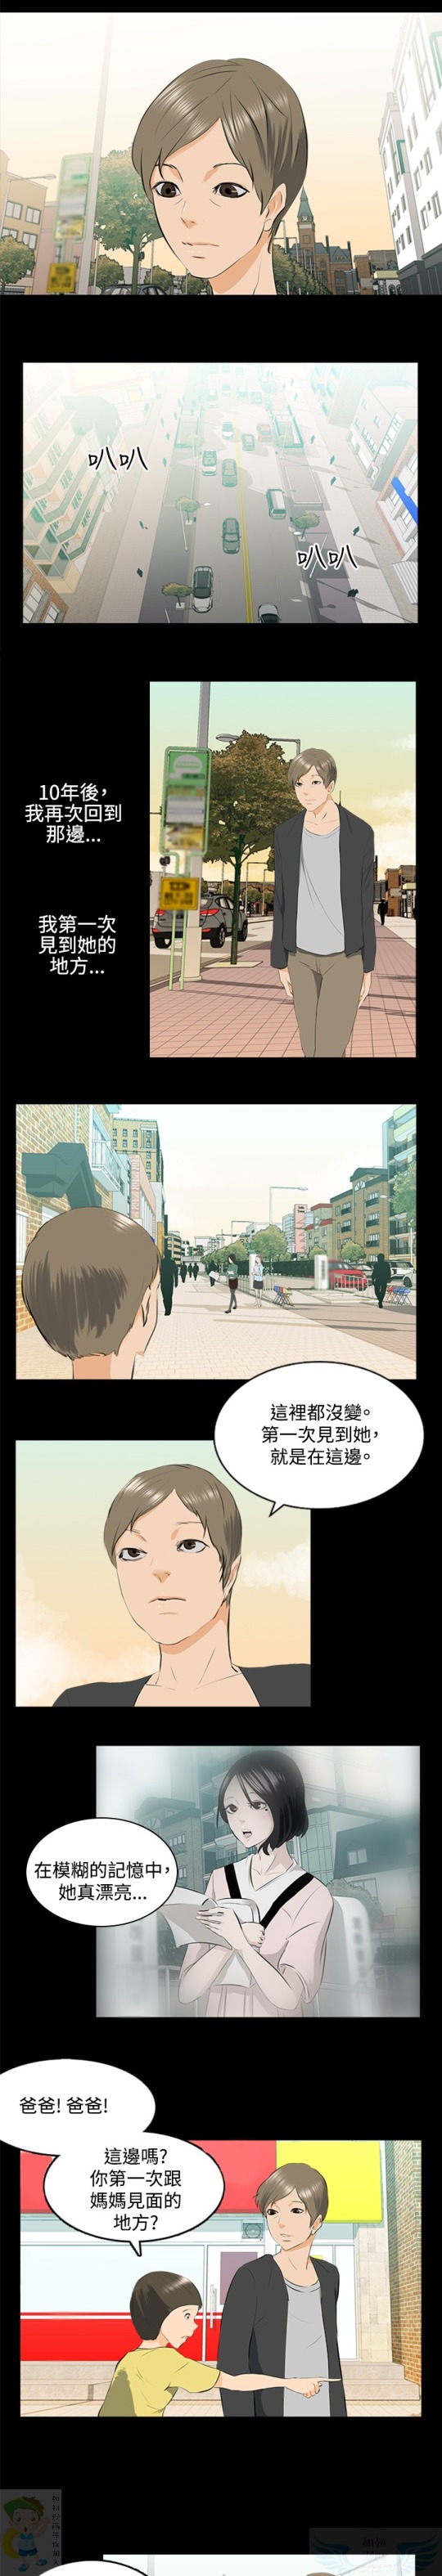 叭叭
叭叭
10年後,
我再次回到
那邊...
我第一次
見到她的
地方...
這裡都沒變。
第一次見到她,
就是在這邊。
在模糊的記憶中,
她真漂亮...
爸爸! 爸爸!
這邊嗎?
你第一次跟
媽媽見面的
地方?